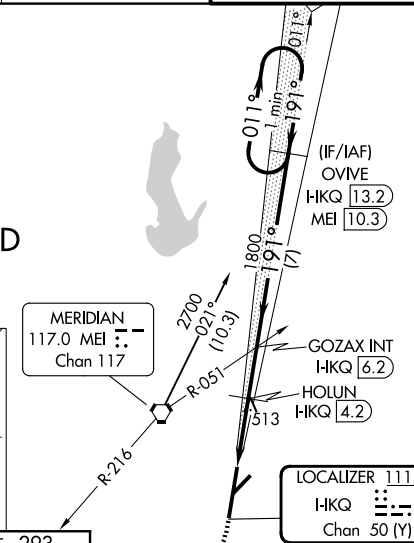 011°
011°
1 min
191°
(IF/IAF)
OVIVE
I-IKQ 13.2
MEI 10.3
D
1800
191°
(7)
2700
021°
(10.3)
MERIDIAN
117.0 MEI
Chan 117
GOZAX INT
I-IKQ 6.2
R-051
HOLUN
I-IKQ 4.2
513
R-216
LOCALIZER 111
I-IKQ
Chan 50 (Y)